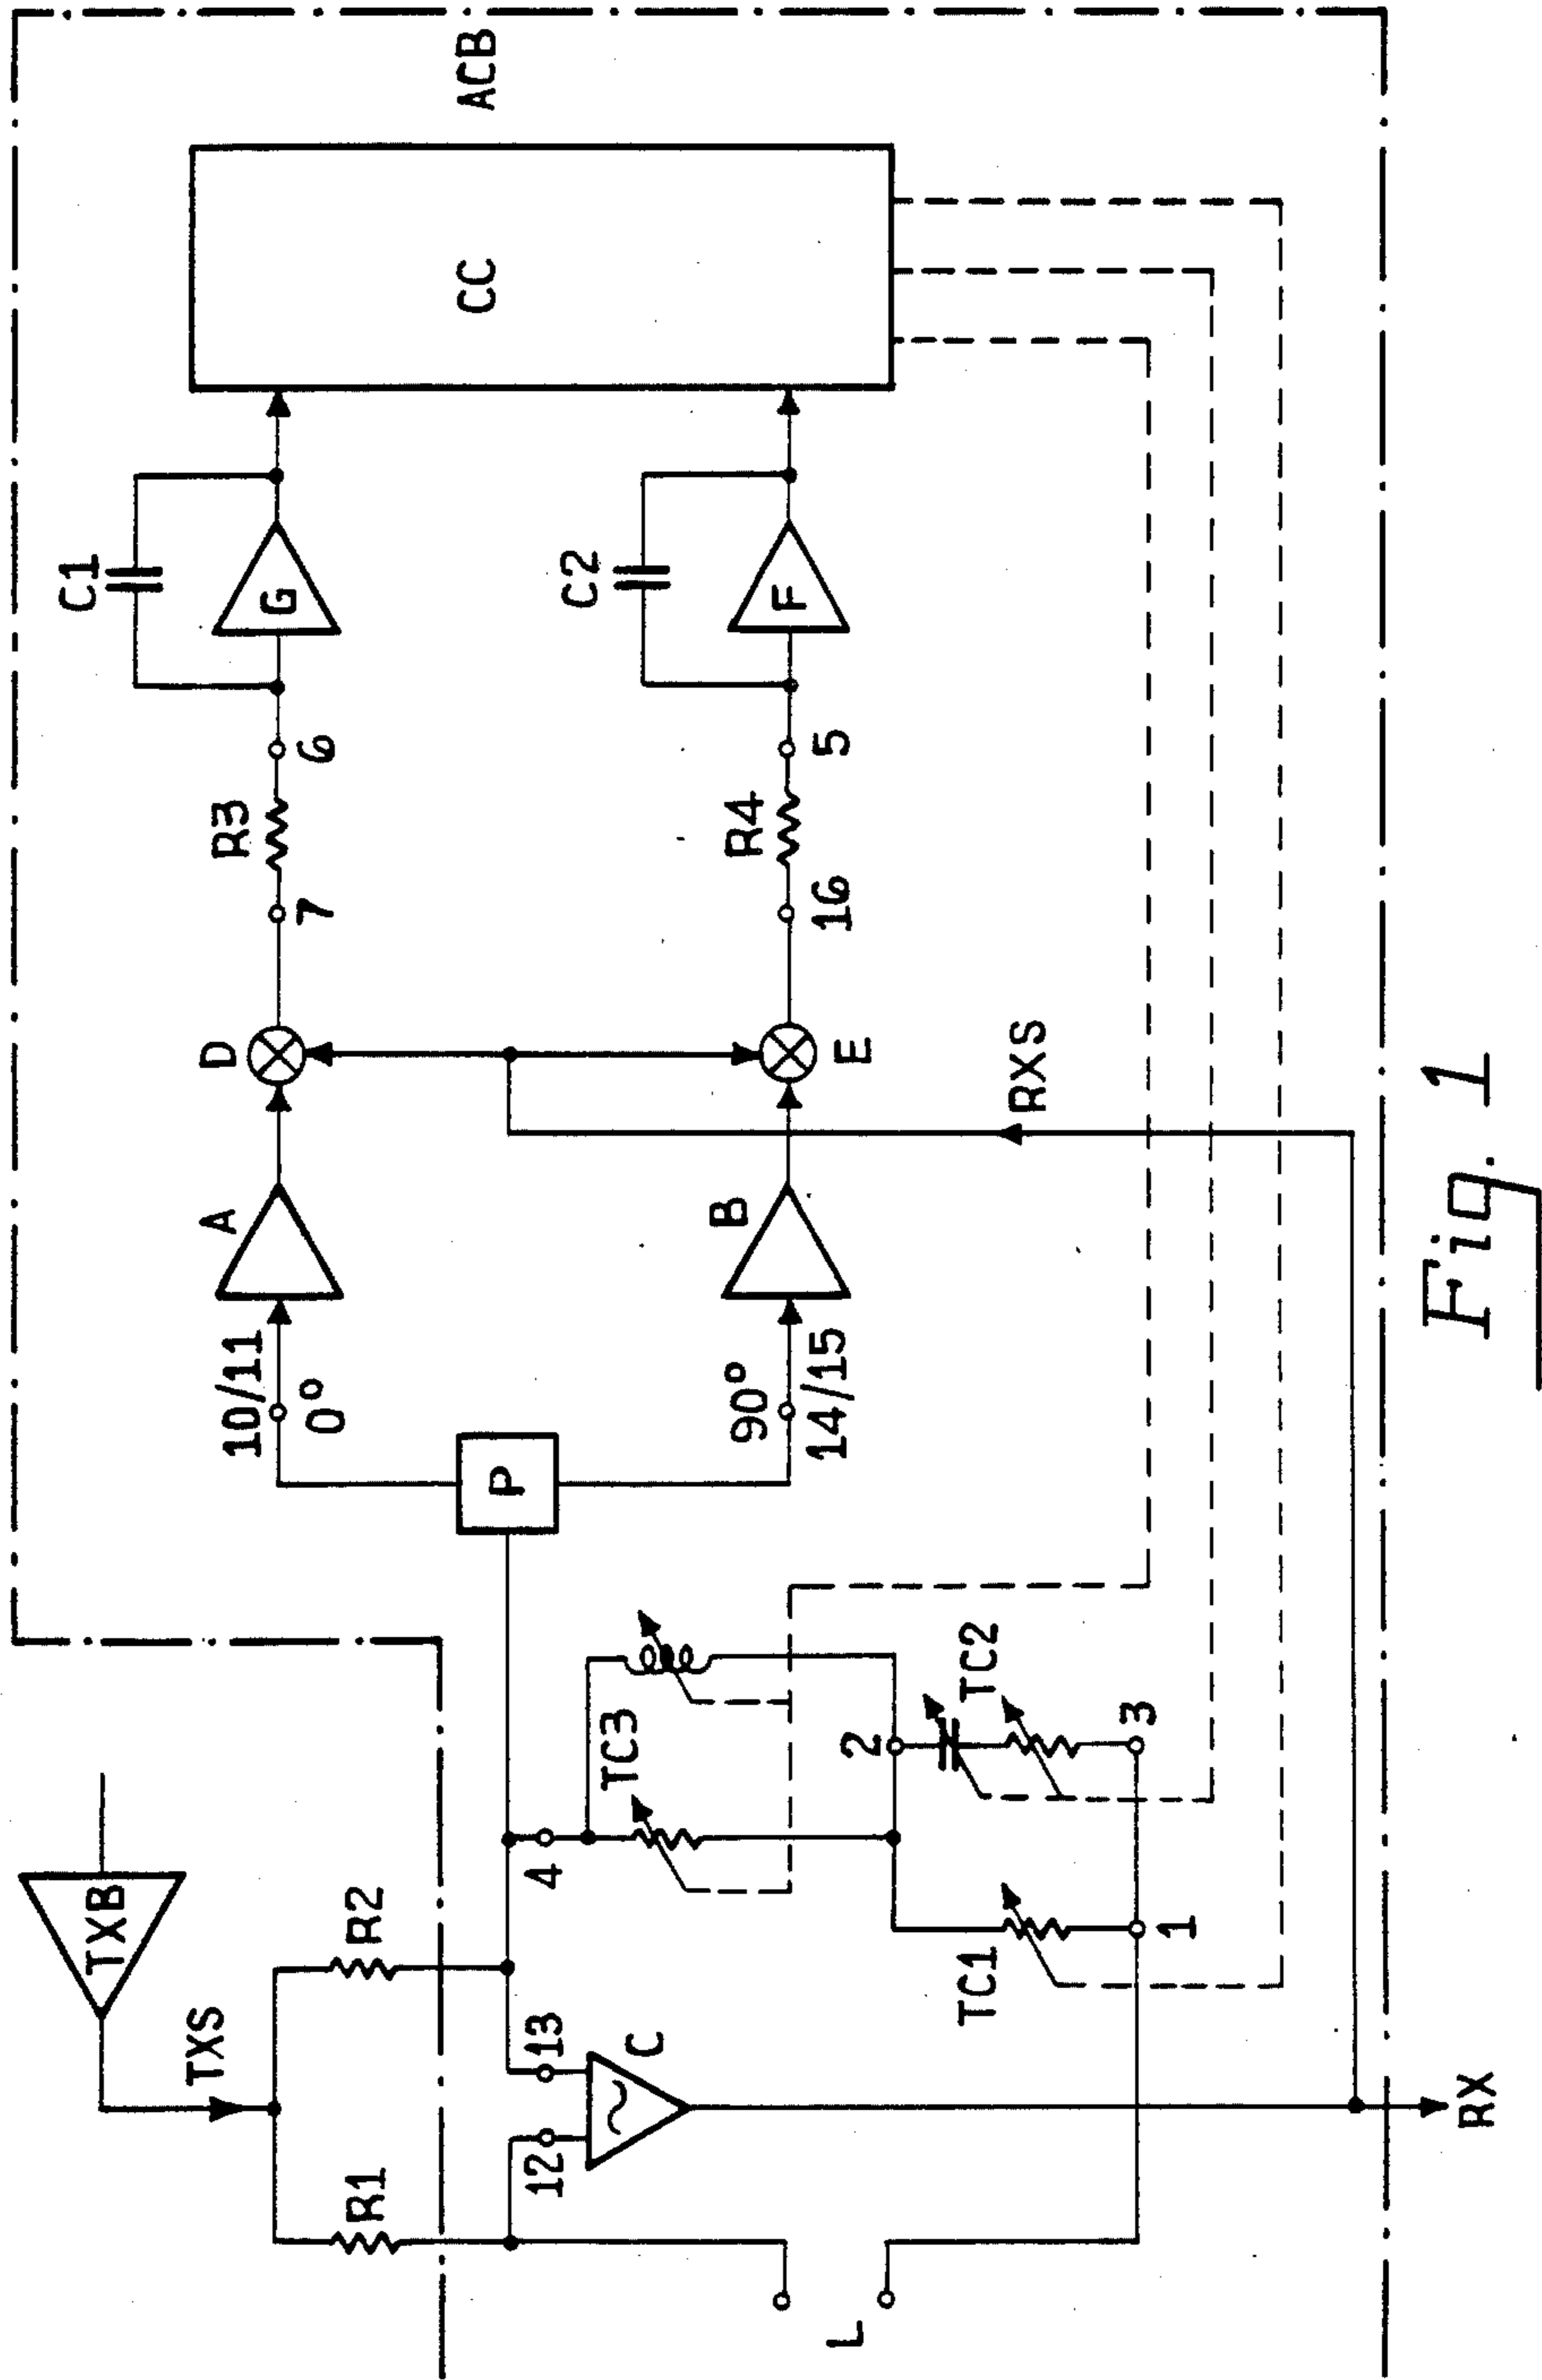 TXB
TXS
R1
R2
12
13
C
L
RX
4
TC3
2
TC2
TC1
1
3
P
10/11
0°
90°
14/15
A
B
D
E
RXS
7
R3
6
16
R4
5
C1
G
C2
F
CC
ACB
Fig. 1